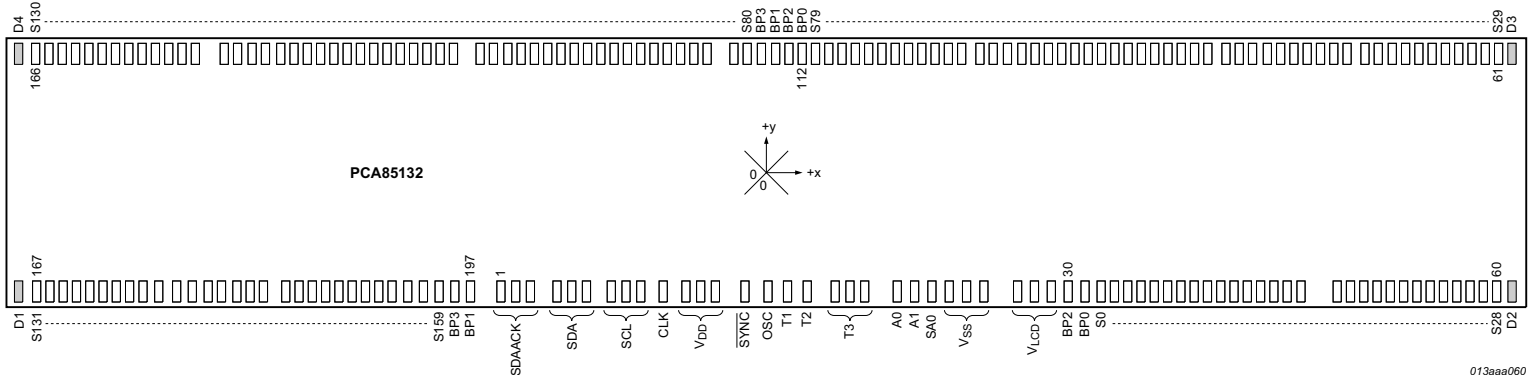 D4
S130
S80
BP3
BP1
BP2
BP0
S79
S29
D3
166
112
61
+y
PCA85132
0
0
+x
167
197
1
30
60
D1
S131
S159
BP3
BP1
SDAACK
SDA
SCL
CLK
VDD
SYNC
OSC
T1
T2
T3
A0
A1
SA0
VSS
VLCD
BP2
BP0
S0
S28
D2
013aaa060